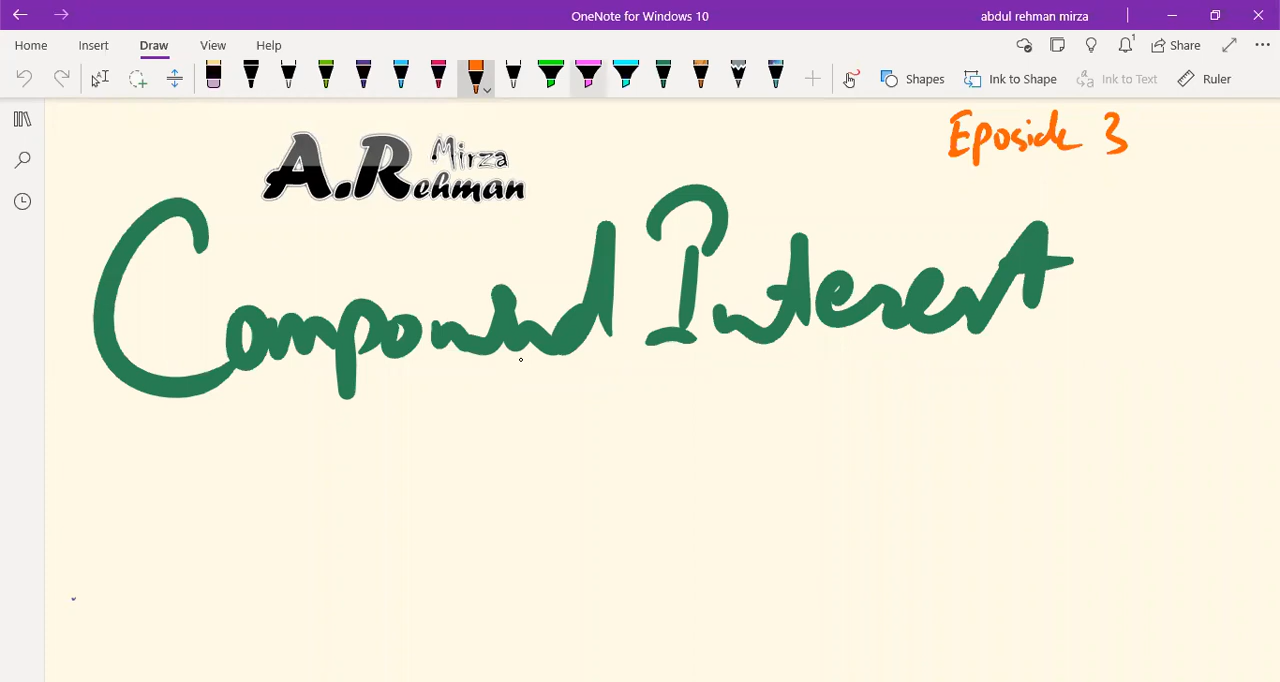 OneNote for Windows 10
abdul rehman mirza
Home Insert Draw View Help
Share
Shapes Ink to Shape Ink to Text Ruler
Eposide 3
A.Rehman Mirza
Compound Interest